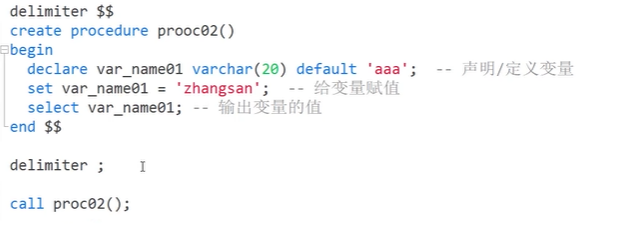 delimiter $$
create procedure prooc02()
begin
  declare var_name01 varchar(20) default 'aaa';  -- 声明/定义变量
  set var_name01 = 'zhangsan';  -- 给变量赋值
  select var_name01; -- 输出变量的值
end $$
delimiter ;
call proc02();